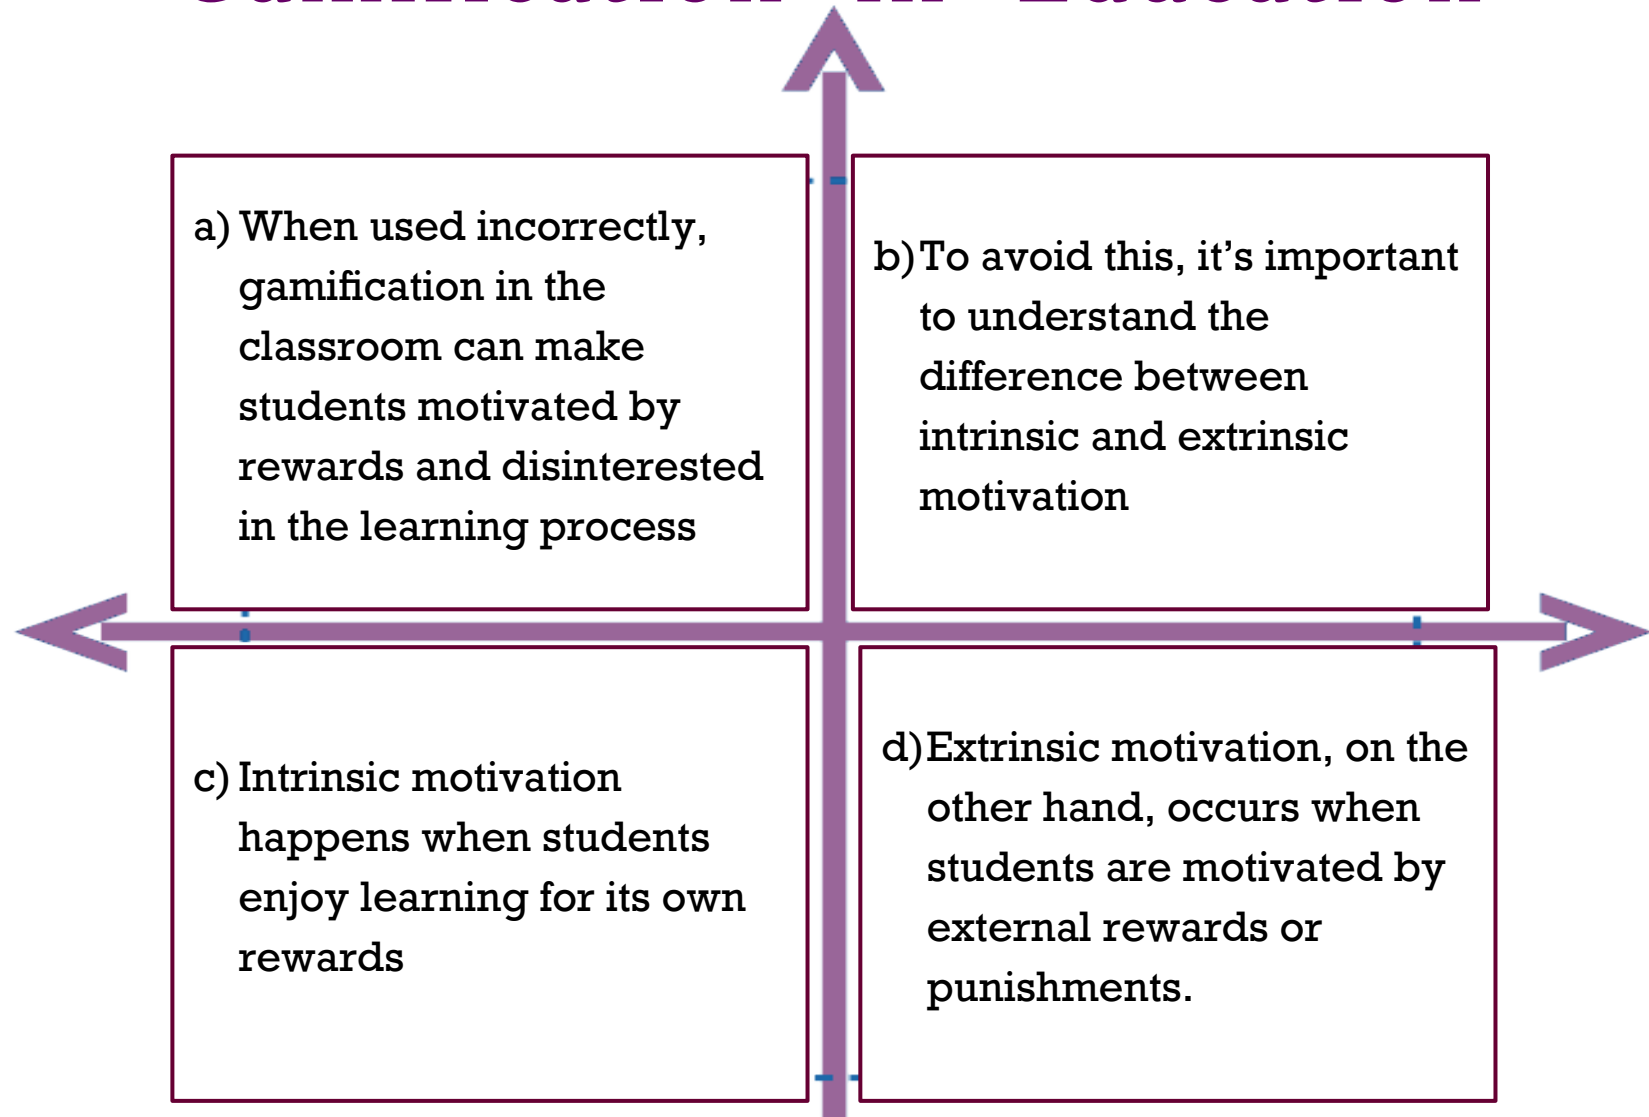 Gamification in Education
a) When used incorrectly,
gamification in the
classroom can make
students motivated by
rewards and disinterested
in the learning process
b) To avoid this, it's important
to understand the
difference between
intrinsic and extrinsic
motivation
c) Intrinsic motivation
happens when students
enjoy learning for its own
rewards
d) Extrinsic motivation, on the
other hand, occurs when
students are motivated by
external rewards or
punishments.